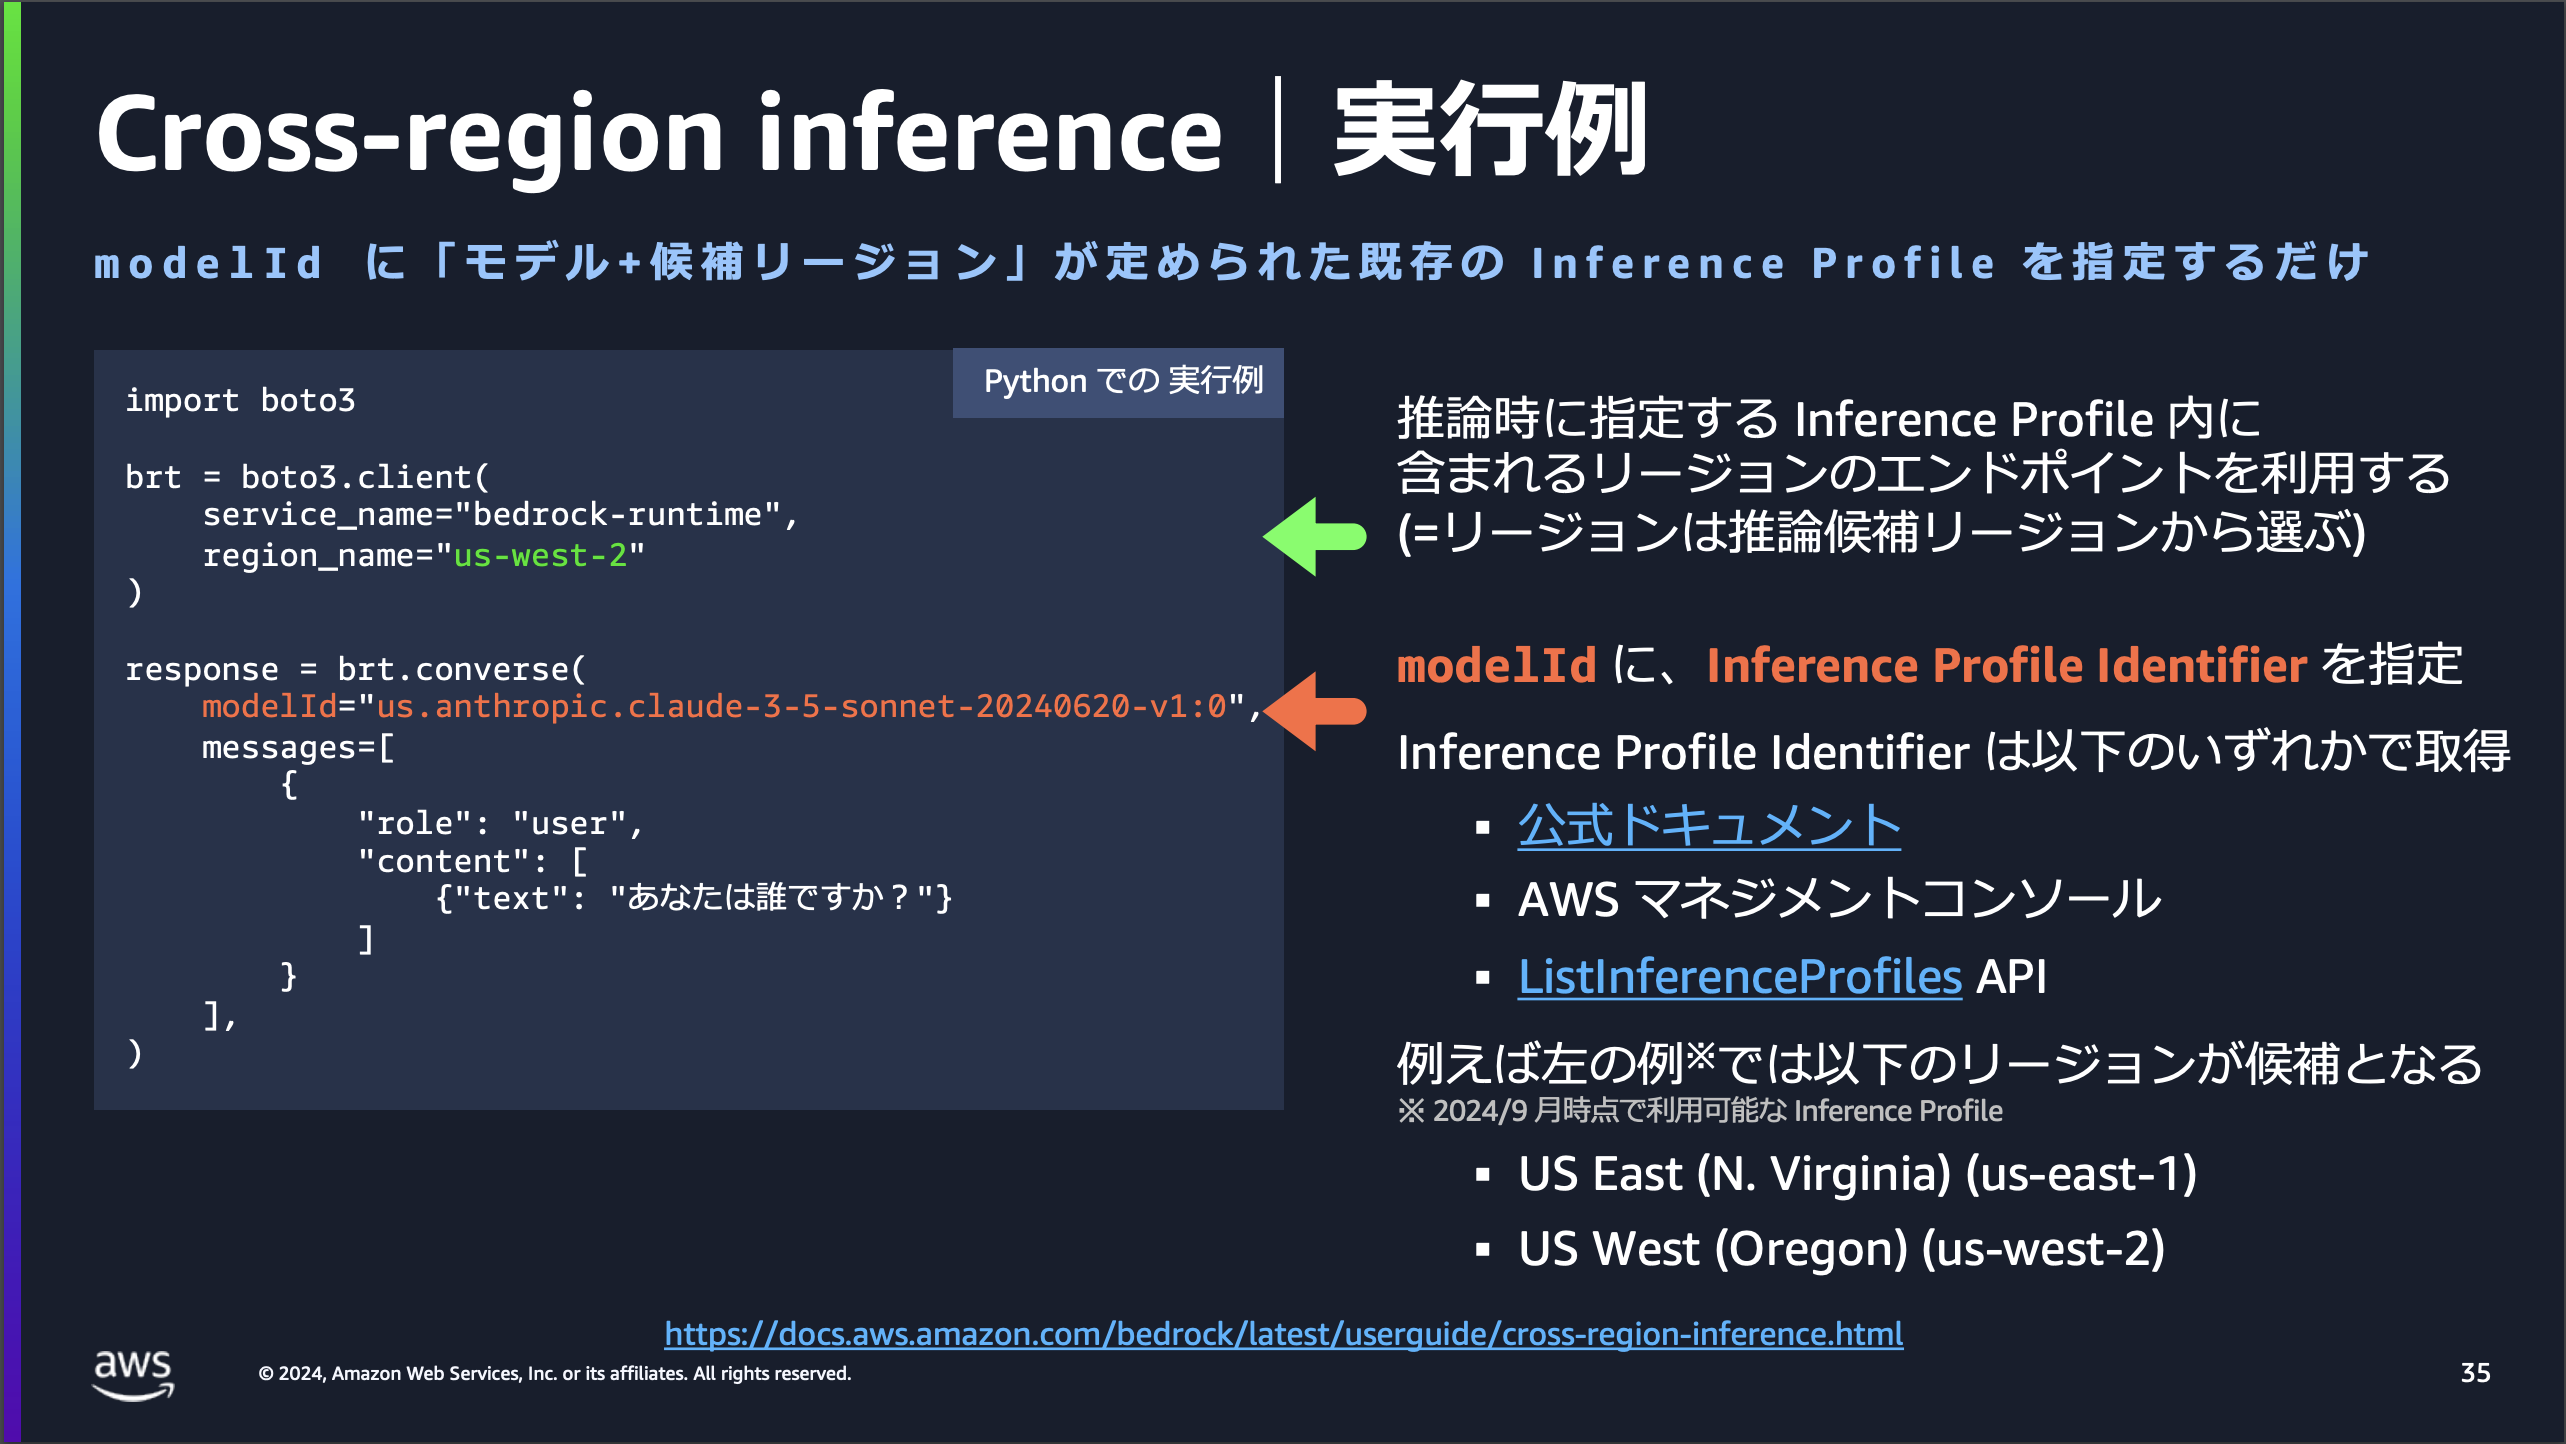 Cross-region inference｜実行例
modelId に「モデル+候補リージョン」が定められた既存の Inference Profile を指定するだけ
Python での 実行例
import boto3
brt = boto3.client(
    service_name="bedrock-runtime",
    region_name="us-west-2"
)
response = brt.converse(
    modelId="us.anthropic.claude-3-5-sonnet-20240620-v1:0",
    messages=[
        {
            "role": "user",
            "content": [
                {"text": "あなたは誰ですか？"}
            ]
        }
    ],
)
推論時に指定する Inference Profile 内に
含まれるリージョンのエンドポイントを利用する
(=リージョンは推論候補リージョンから選ぶ)
modelId に、Inference Profile Identifier を指定
Inference Profile Identifier は以下のいずれかで取得
▪ 公式ドキュメント
▪ AWS マネジメントコンソール
▪ ListInferenceProfiles API
例えば左の例※では以下のリージョンが候補となる
※ 2024/9 月時点で利用可能な Inference Profile
▪ US East (N. Virginia) (us-east-1)
▪ US West (Oregon) (us-west-2)
https://docs.aws.amazon.com/bedrock/latest/userguide/cross-region-inference.html
aws
© 2024, Amazon Web Services, Inc. or its affiliates. All rights reserved.
35